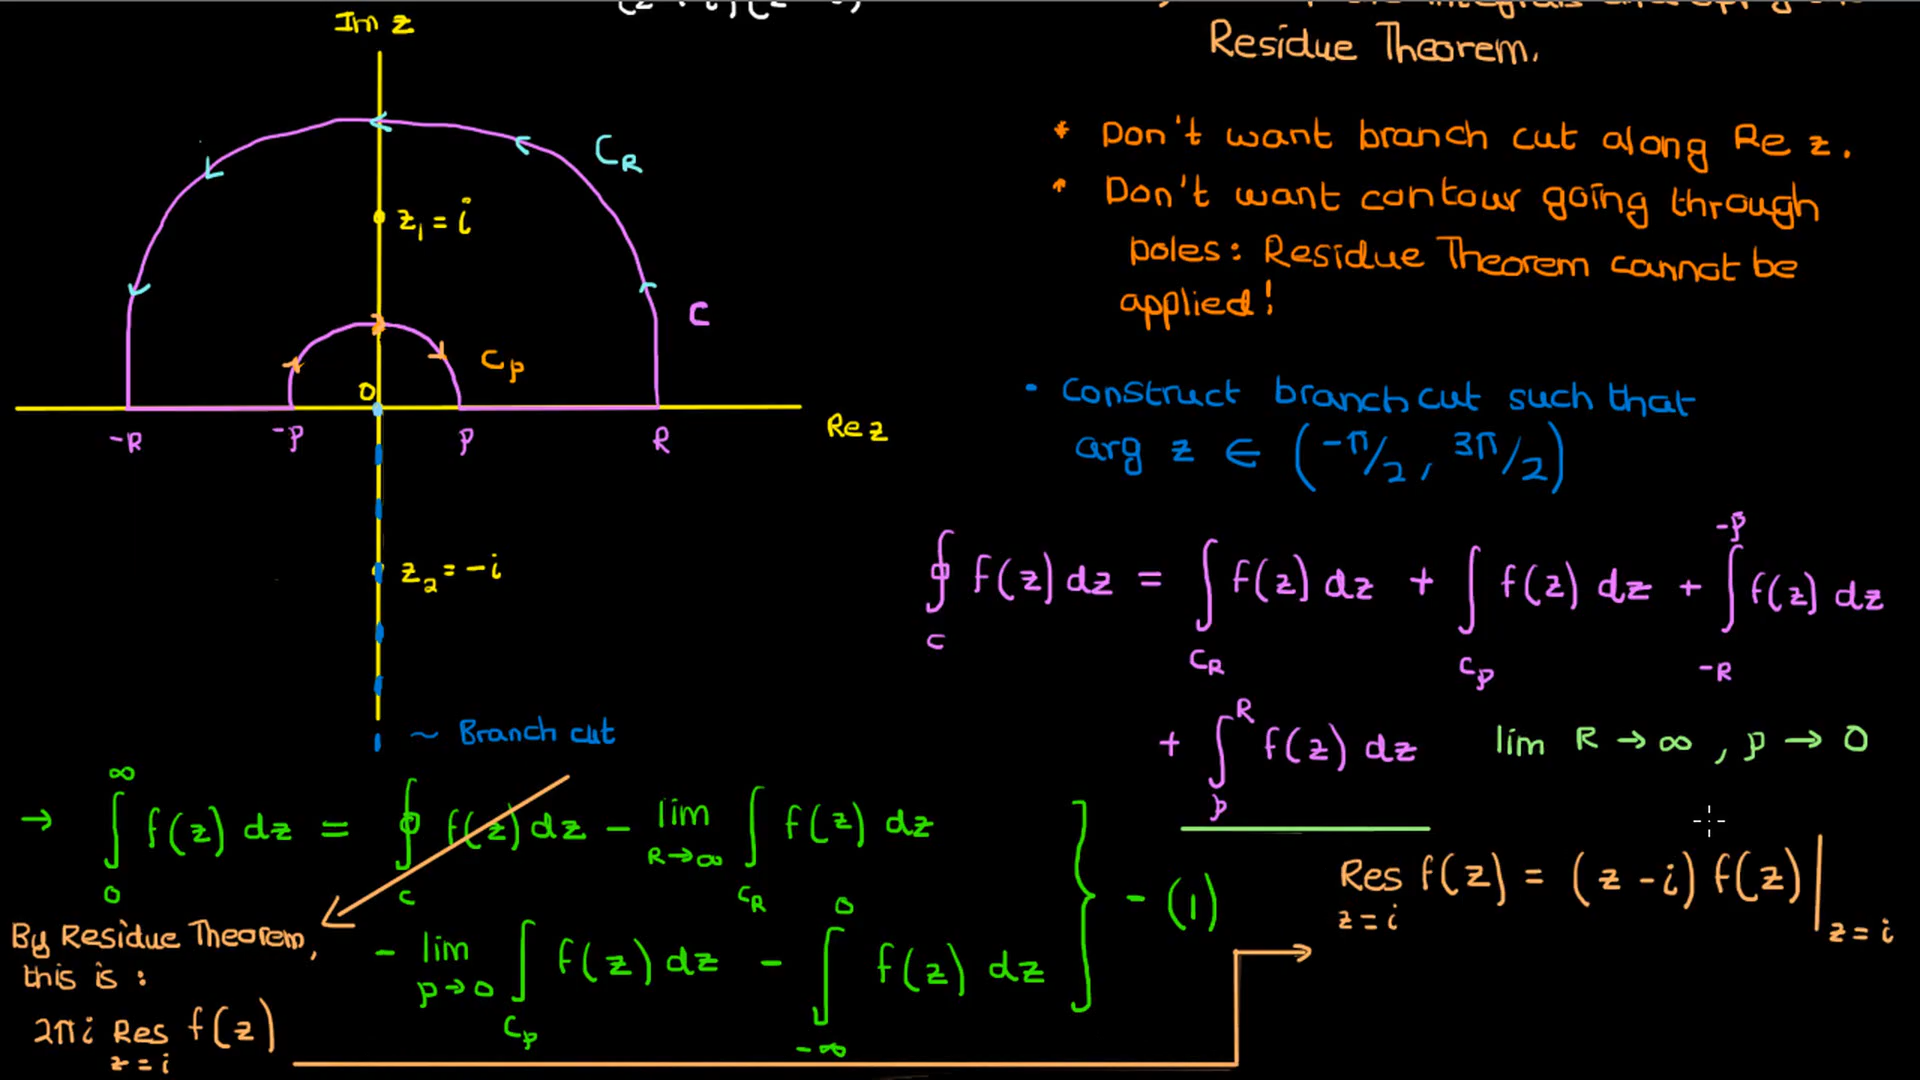 Im z
Residue Theorem.
C_R
* Don't want branch cut along Re z.
* Don't want contour going through
poles: Residue Theorem cannot be
applied!
z₁ = i
C
C_p
0
-R -p p R Re z
• Construct branch cut such that
arg z ∈ (-π/2, 3π/2)
z₂ = -i
∮_C f(z) dz = ∫_{C_R} f(z) dz + ∫_{C_p} f(z) dz + ∫_{-R}^{-p} f(z) dz
+ ∫_p^R f(z) dz lim R → ∞, p → 0
~ Branch cut
→ ∫_0^∞ f(z) dz = ∮_C f(z) dz - lim_{R→∞} ∫_{C_R} f(z) dz
- lim_{p→0} ∫_{C_p} f(z) dz - ∫_{-∞}^0 f(z) dz } - (1)
By Residue Theorem,
this is:
2πi Res_{z=i} f(z)
Res_{z=i} f(z) = (z - i) f(z) |_{z=i}